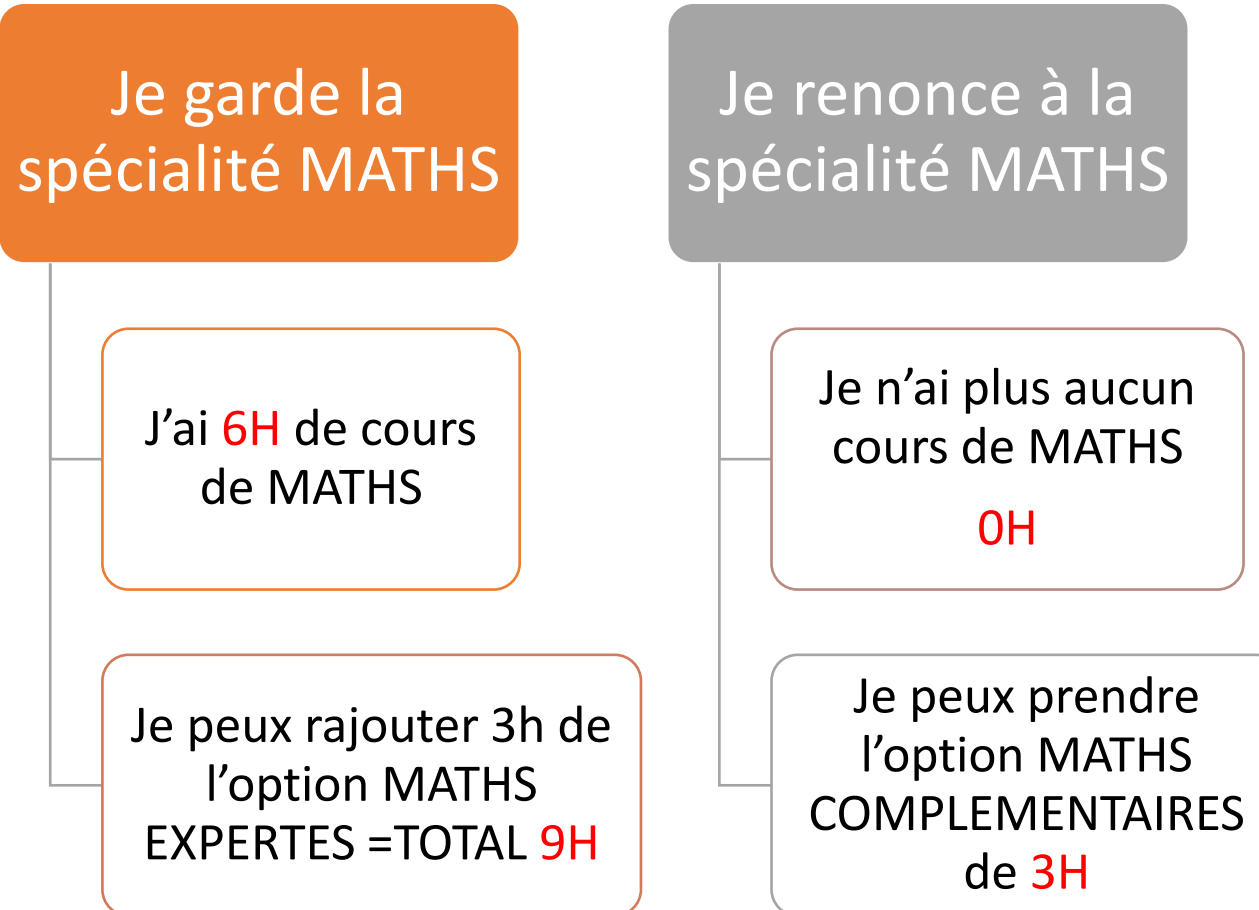 Je garde la
spécialité MATHS
J’ai 6H de cours
de MATHS
Je peux rajouter 3h de
l’option MATHS
EXPERTES =TOTAL 9H
Je renonce à la
spécialité MATHS
Je n’ai plus aucun
cours de MATHS
0H
Je peux prendre
l’option MATHS
COMPLEMENTAIRES
de 3H